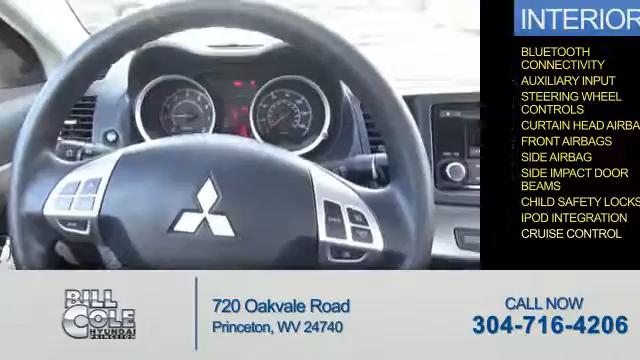 INTERIOR
BLUETOOTH
CONNECTIVITY
AUXILIARY INPUT
STEERING WHEEL
CONTROLS
CURTAIN HEAD AIRBA
FRONT AIRBAGS
SIDE AIRBAG
SIDE IMPACT DOOR
BEAMS
CHILD SAFETY LOCKS
IPOD INTEGRATION
CRUISE CONTROL
BILL
COLE
HYUNDAI
PRINCETON
720 Oakvale Road
Princeton, WV 24740
CALL NOW
304-716-4206